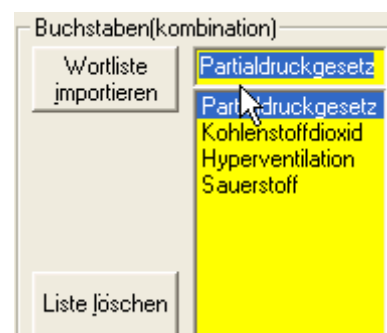 Buchstaben(kombination)
Wortliste
importieren
Partialdruckgesetz
Partialdruckgesetz
Kohlenstoffdioxid
Hyperventilation
Sauerstoff
Liste löschen